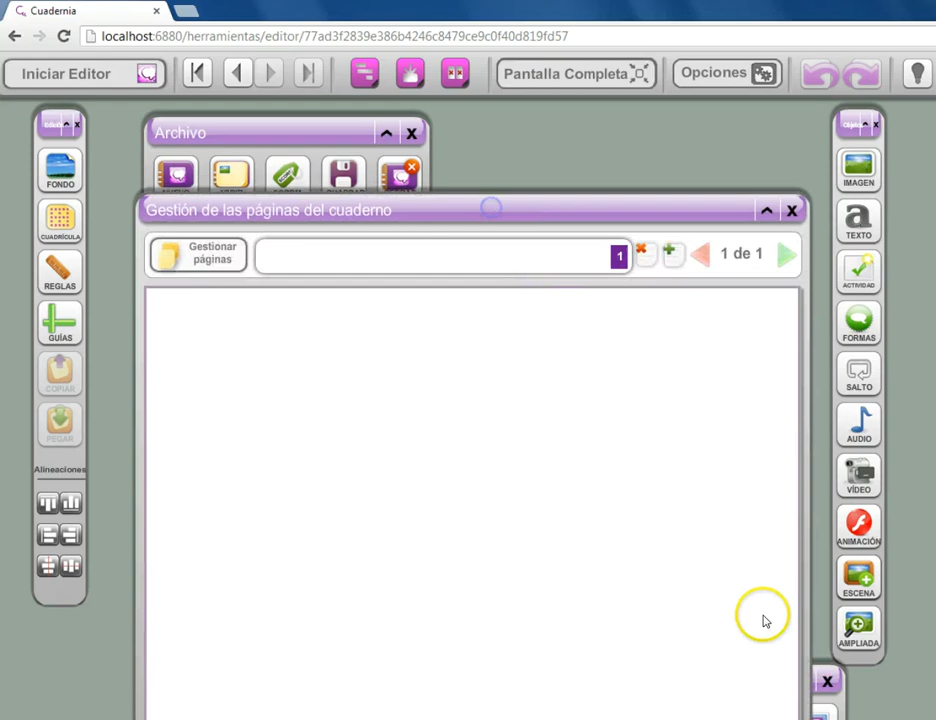 Cuadernia
localhost:6880/herramientas/editor/77ad3f2839e386b4246c8479ce9c0f40d819fd57
Iniciar Editor
Pantalla Completa
Opciones
Archivo
Gestión de las páginas del cuaderno
Gestionar
páginas
1
1 de 1
FONDO
CUADRÍCULA
REGLAS
GUÍAS
COPIAR
PEGAR
Alineaciones
IMAGEN
TEXTO
ACTIVIDAD
FORMAS
SALTO
AUDIO
VÍDEO
ANIMACIÓN
ESCENA
AMPLIADA